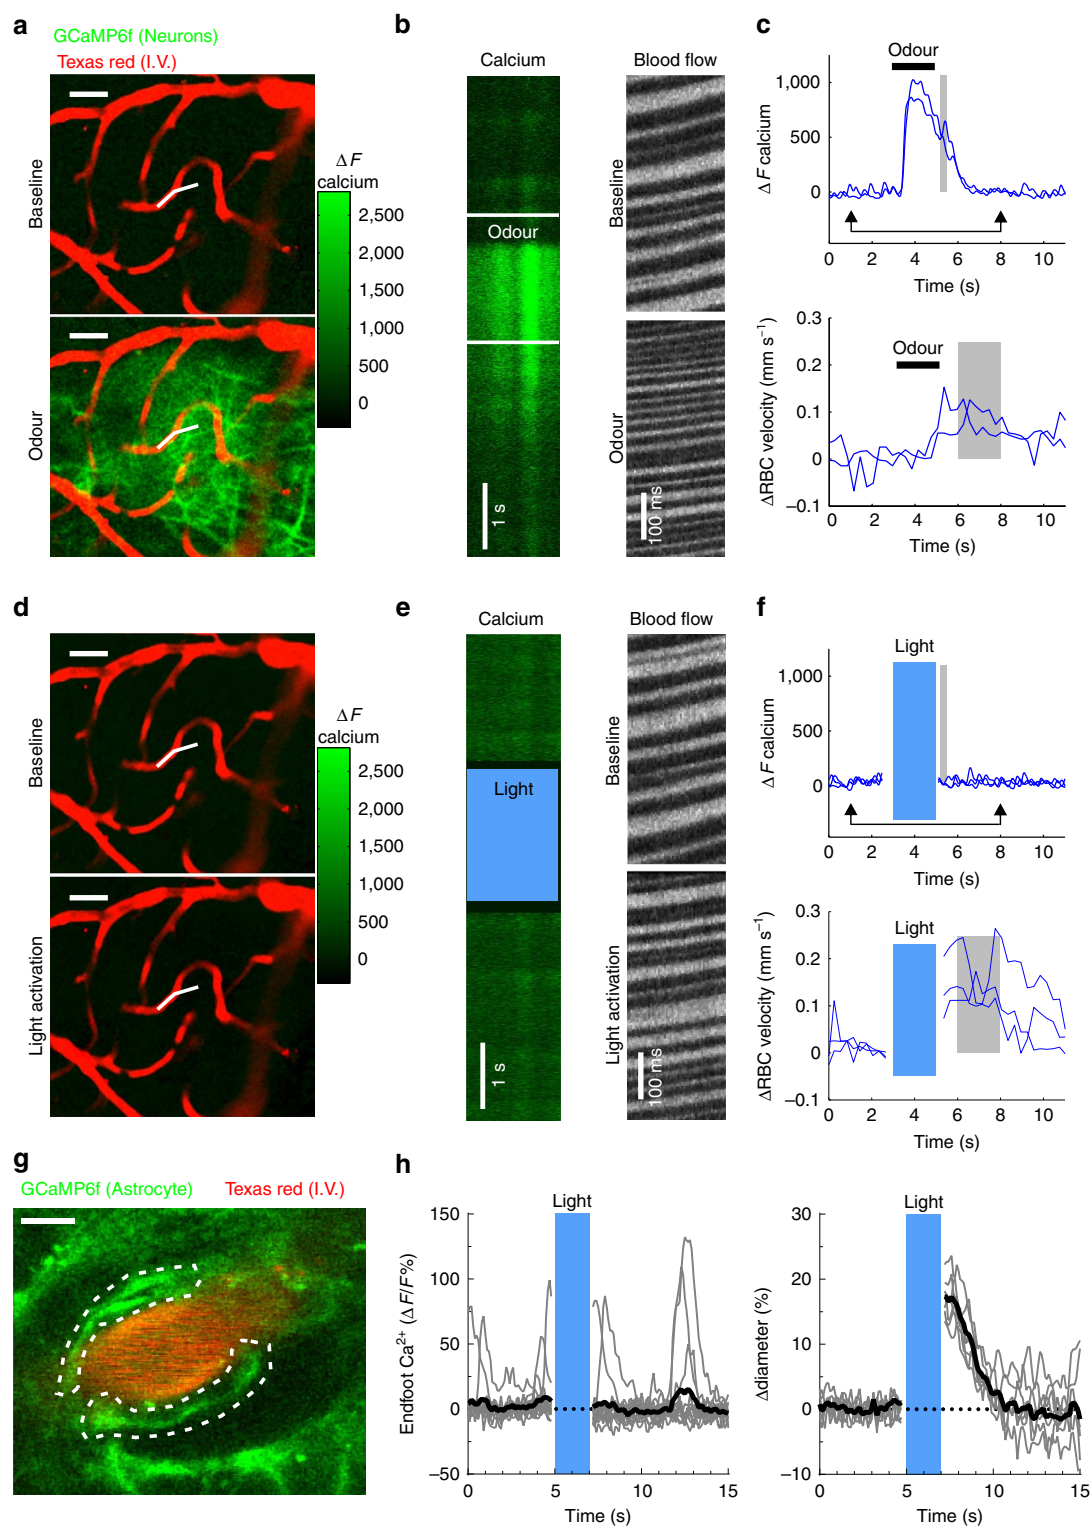 a
GCaMP6f (Neurons)
Texas red (I.V.)
Baseline
Odour
ΔF
calcium
2,500
2,000
1,500
1,000
500
0
b
Calcium
Blood flow
Odour
1 s
Baseline
Odour
100 ms
c
Odour
1,000
500
0
ΔF calcium
0 2 4 6 8 10
Time (s)
0.3
0.2
0.1
0
−0.1
Odour
ΔRBC velocity (mm s⁻¹)
0 2 4 6 8 10
Time (s)
d
Baseline
Light activation
ΔF
calcium
2,500
2,000
1,500
1,000
500
0
e
Calcium
Blood flow
Light
1 s
Baseline
Light activation
100 ms
f
Light
1,000
500
0
ΔF calcium
0 2 4 6 8 10
Time (s)
0.3
0.2
0.1
0
−0.1
Light
ΔRBC velocity (mm s⁻¹)
0 2 4 6 8 10
Time (s)
g
GCaMP6f (Astrocyte) Texas red (I.V.)
h
Light
150
100
50
0
−50
Endfoot Ca²⁺ (ΔF/F%)
0 5 10 15
Time (s)
Light
30
20
10
0
−10
Δdiameter (%)
0 5 10 15
Time (s)